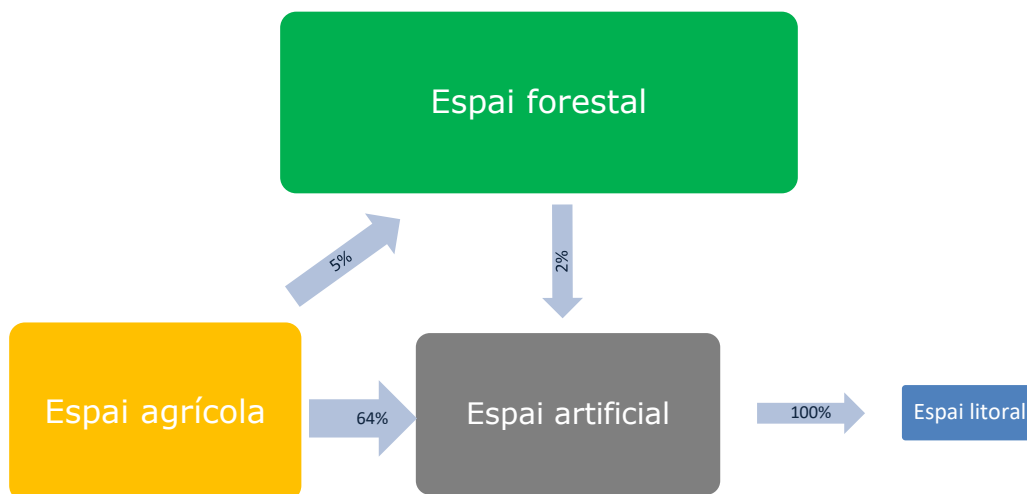 Espai forestal
5%
2%
Espai agrícola
64%
Espai artificial
100%
Espai litoral